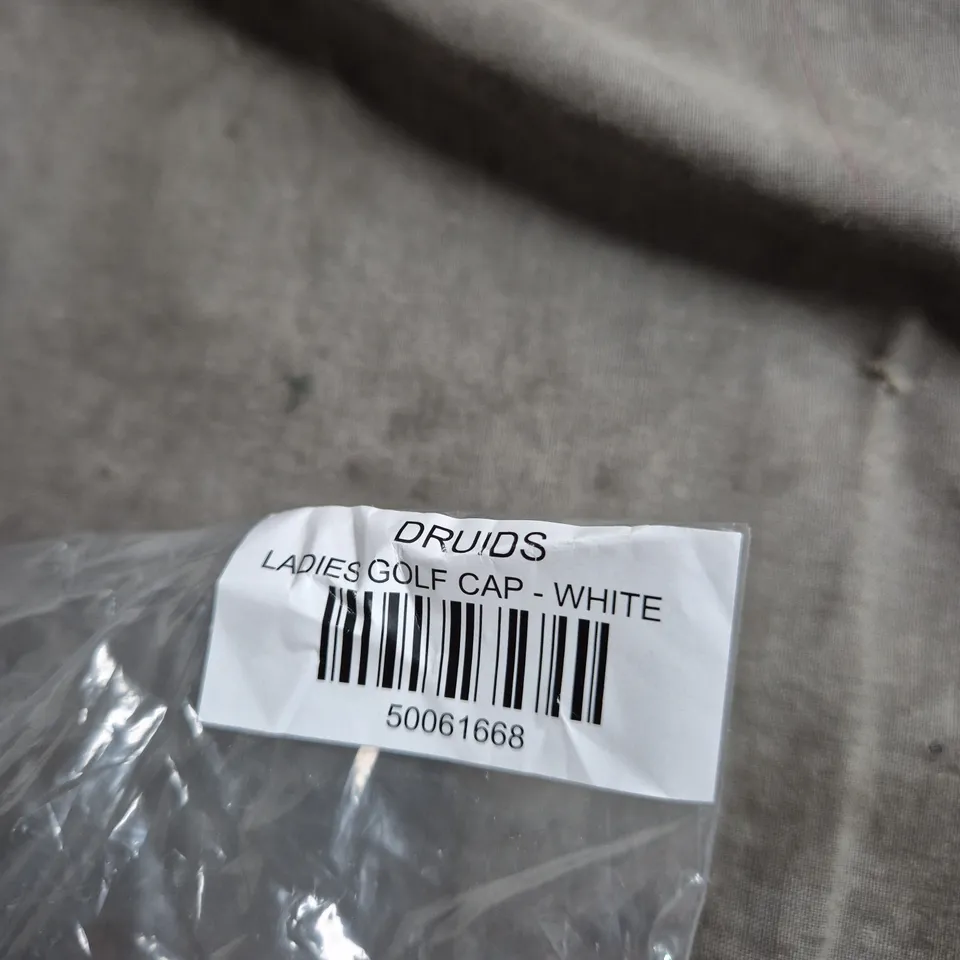 DRUIDS
LADIES GOLF CAP - WHITE
50061668